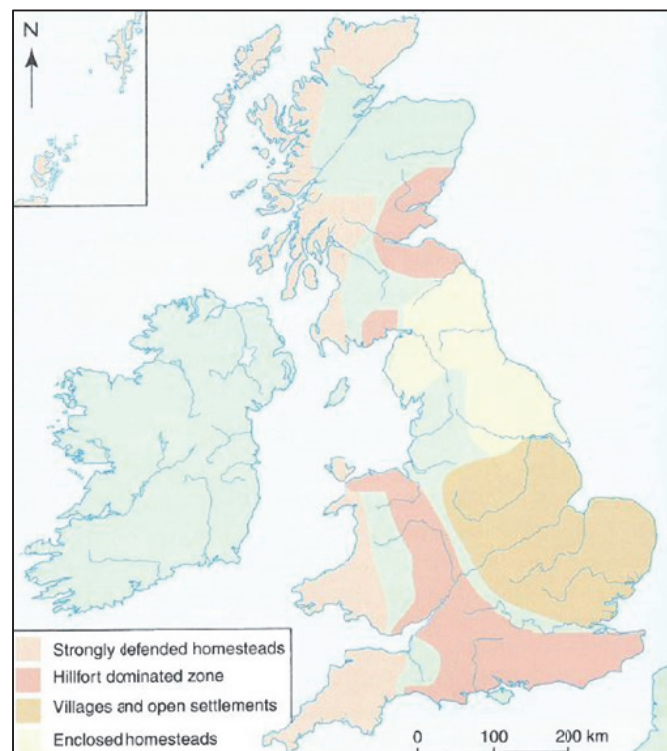 N
Strongly defended homesteads
Hillfort dominated zone
Villages and open settlements
Enclosed homesteads
0 100 200 km